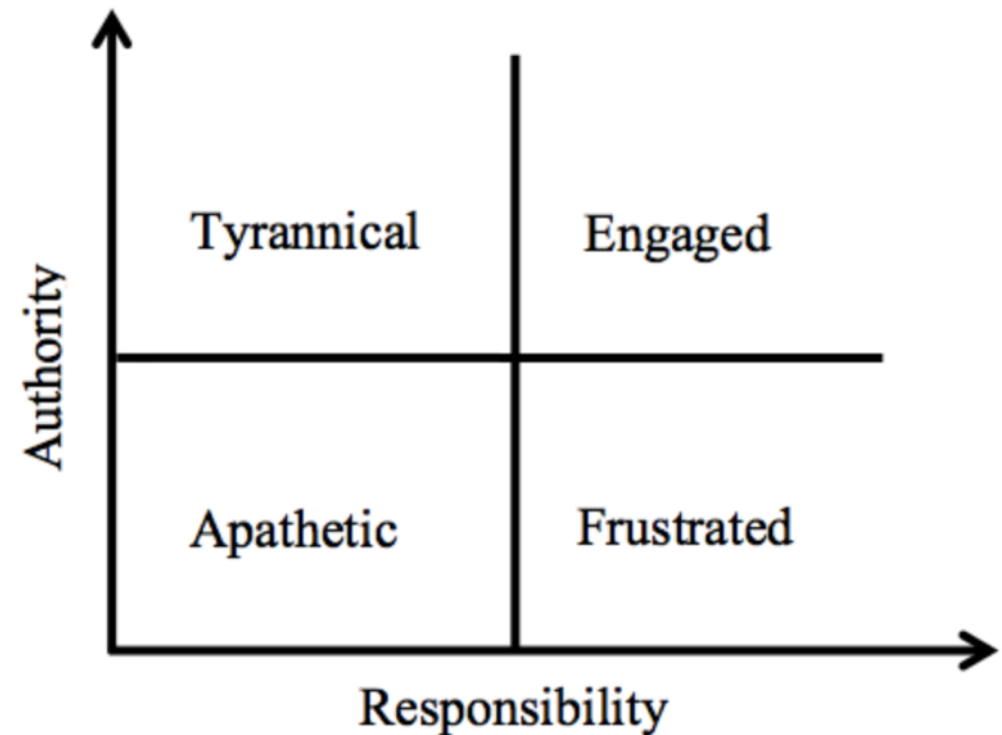 Tyrannical
Engaged
Authority
Apathetic
Frustrated
Responsibility